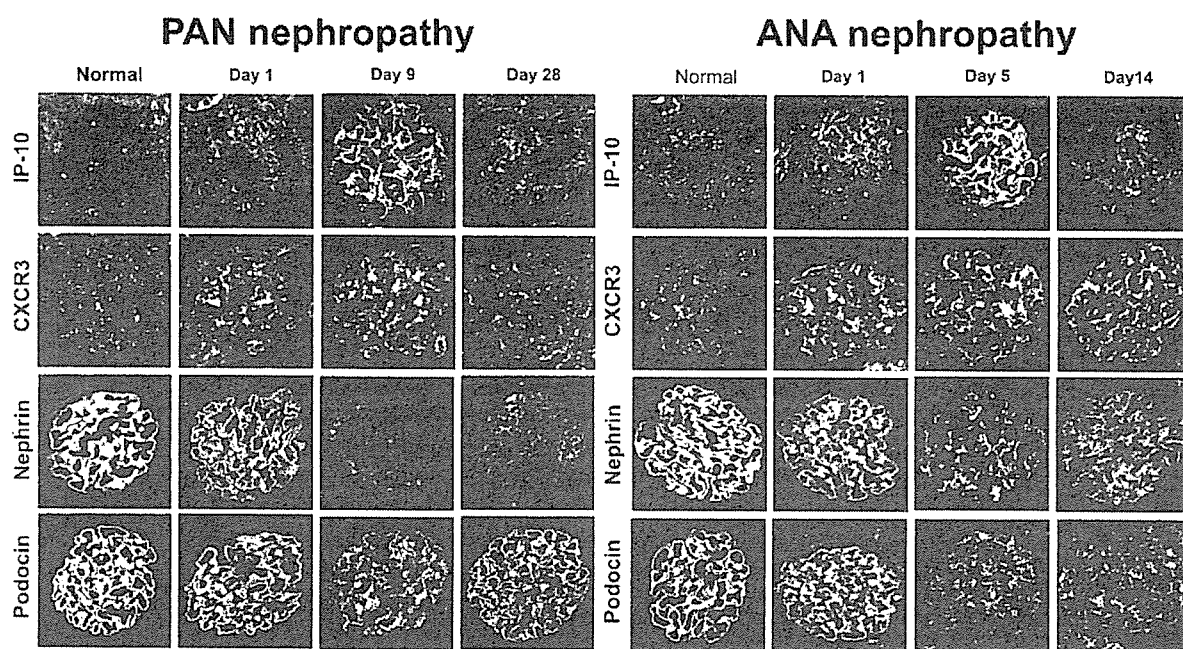 PAN nephropathy
ANA nephropathy
Normal Day 1 Day 9 Day 28
Normal Day 1 Day 5 Day14
IP-10
IP-10
CXCR3
CXCR3
Nephrin
Nephrin
Podocin
Podocin